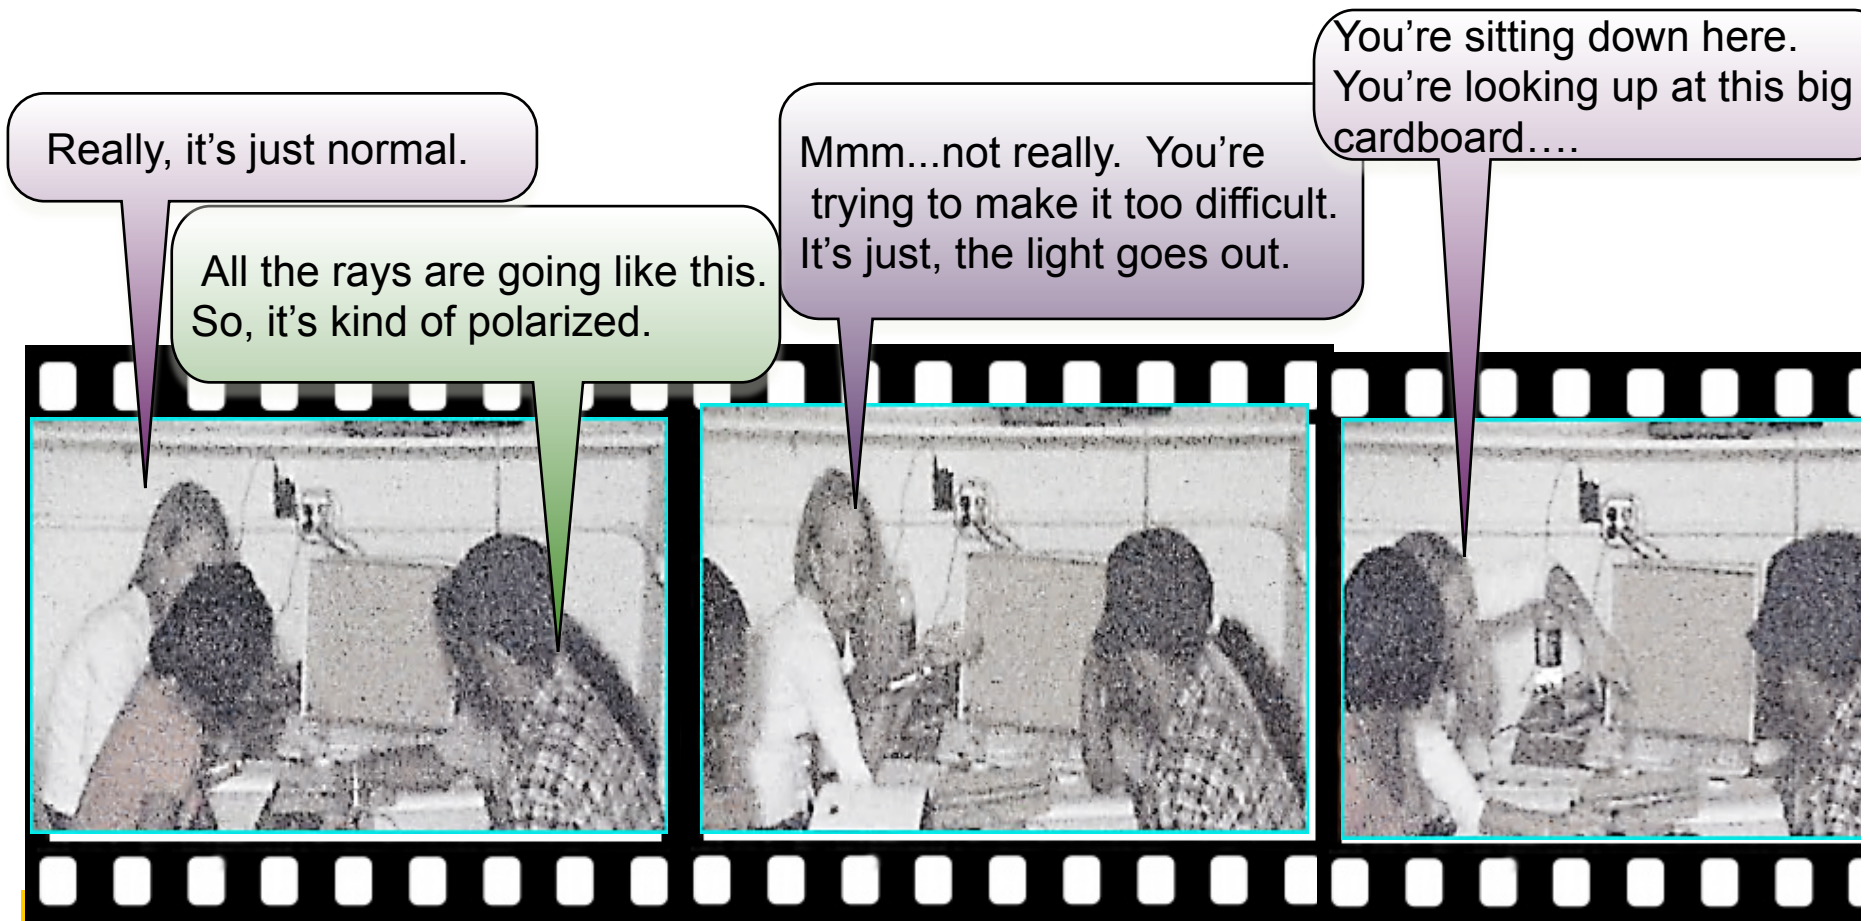 Really, it’s just normal.
All the rays are going like this.
So, it’s kind of polarized.
Mmm...not really.  You’re
trying to make it too difficult.
It’s just, the light goes out.
You’re sitting down here.
You’re looking up at this big
cardboard….